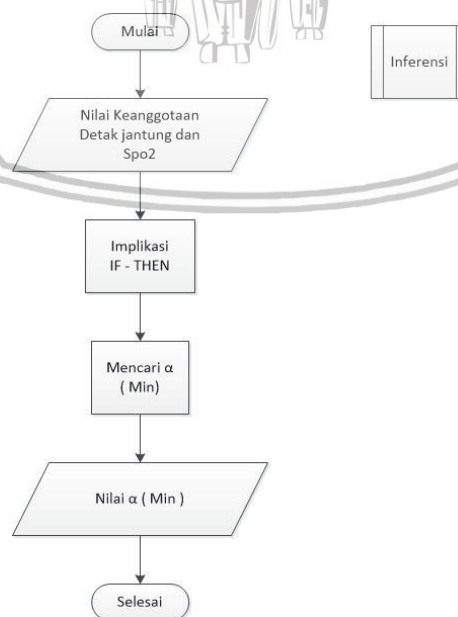 Mulai
Inferensi
Nilai Keanggotaan
Detak jantung dan
Spo2
Implikasi
IF - THEN
Mencari α
( Min)
Nilai α ( Min )
Selesai